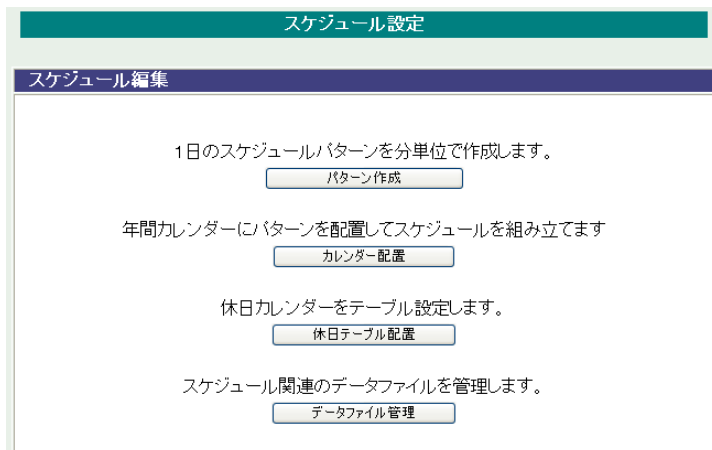 スケジュール設定
スケジュール編集
1日のスケジュールパターンを分単位で作成します。
パターン作成
年間カレンダーにパターンを配置してスケジュールを組み立てます
カレンダー配置
休日カレンダーをテーブル設定します。
休日テーブル配置
スケジュール関連のデータファイルを管理します。
データファイル管理